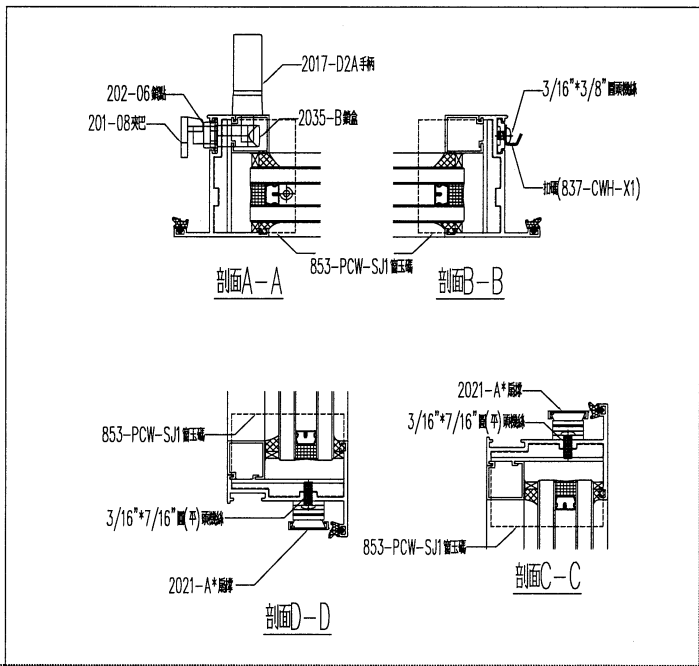 2017-D2A手柄
202-06鎖點
201-08夾巴
2035-B鎖盒
3/16"*3/8"圓頭機絲
扣碼(837-CWH-X1)
853-PCW-SJ1窗玉碼
剖面A-A
剖面B-B
2021-A*扇撐
3/16"*7/16"圓(平)頭機絲
853-PCW-SJ1窗玉碼
3/16"*7/16"圓(平)頭機絲
853-PCW-SJ1窗玉碼
2021-A*扇撐
剖面C-C
剖面D-D